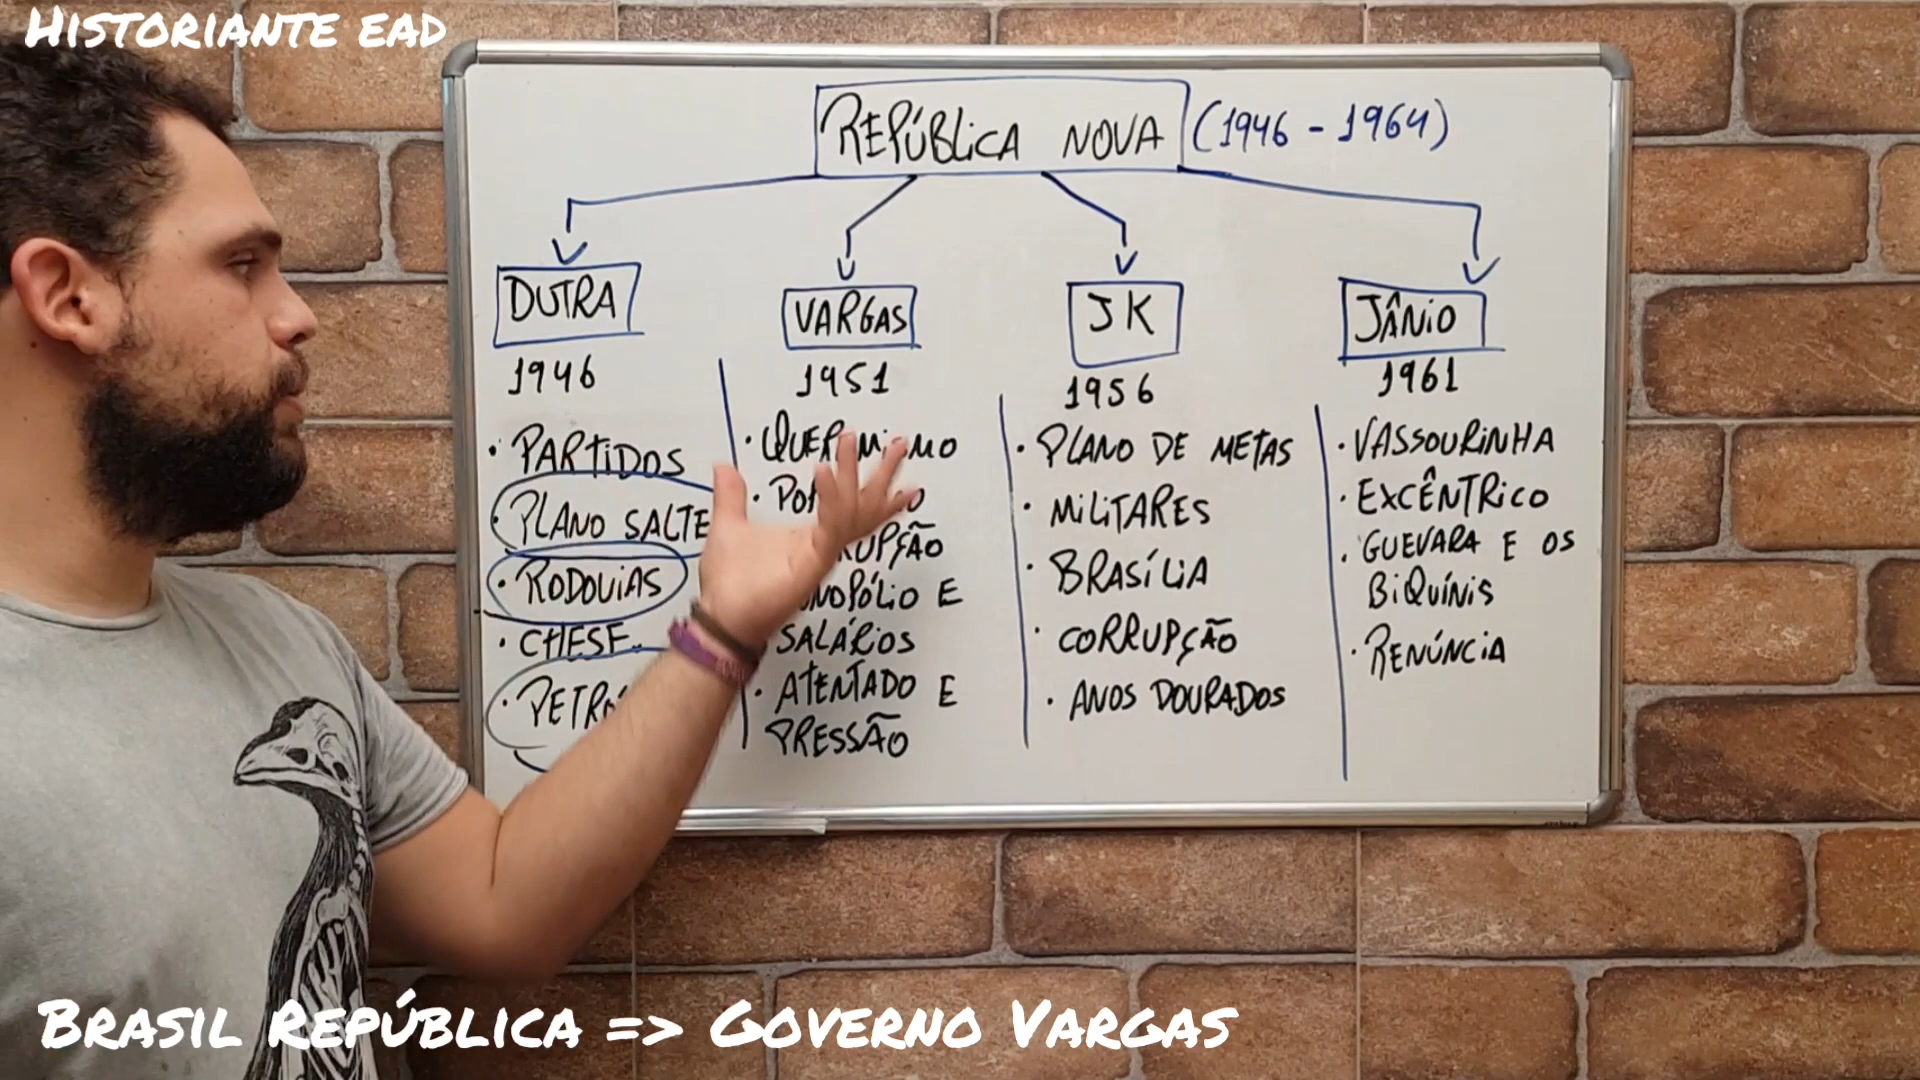 HISTORIANTE EAD
REPÚBLICA NOVA (1946 - 1964)
DUTRA
1946
• PARTIDOS
• PLANO SALTE
• RODOVIAS
• CHESF
VARGAS
1951
•
SALÁRIOS
• ATENTADO E
PRESSÃO
JK
1956
• PLANO DE METAS
• MILITARES
• BRASÍLIA
• CORRUPÇÃO
• ANOS DOURADOS
JÂNIO
1961
• VASSOURINHA
• EXCÊNTRICO
• GUEVARA E OS
BIQUÍNIS
• RENÚNCIA
BRASIL REPÚBLICA => GOVERNO VARGAS